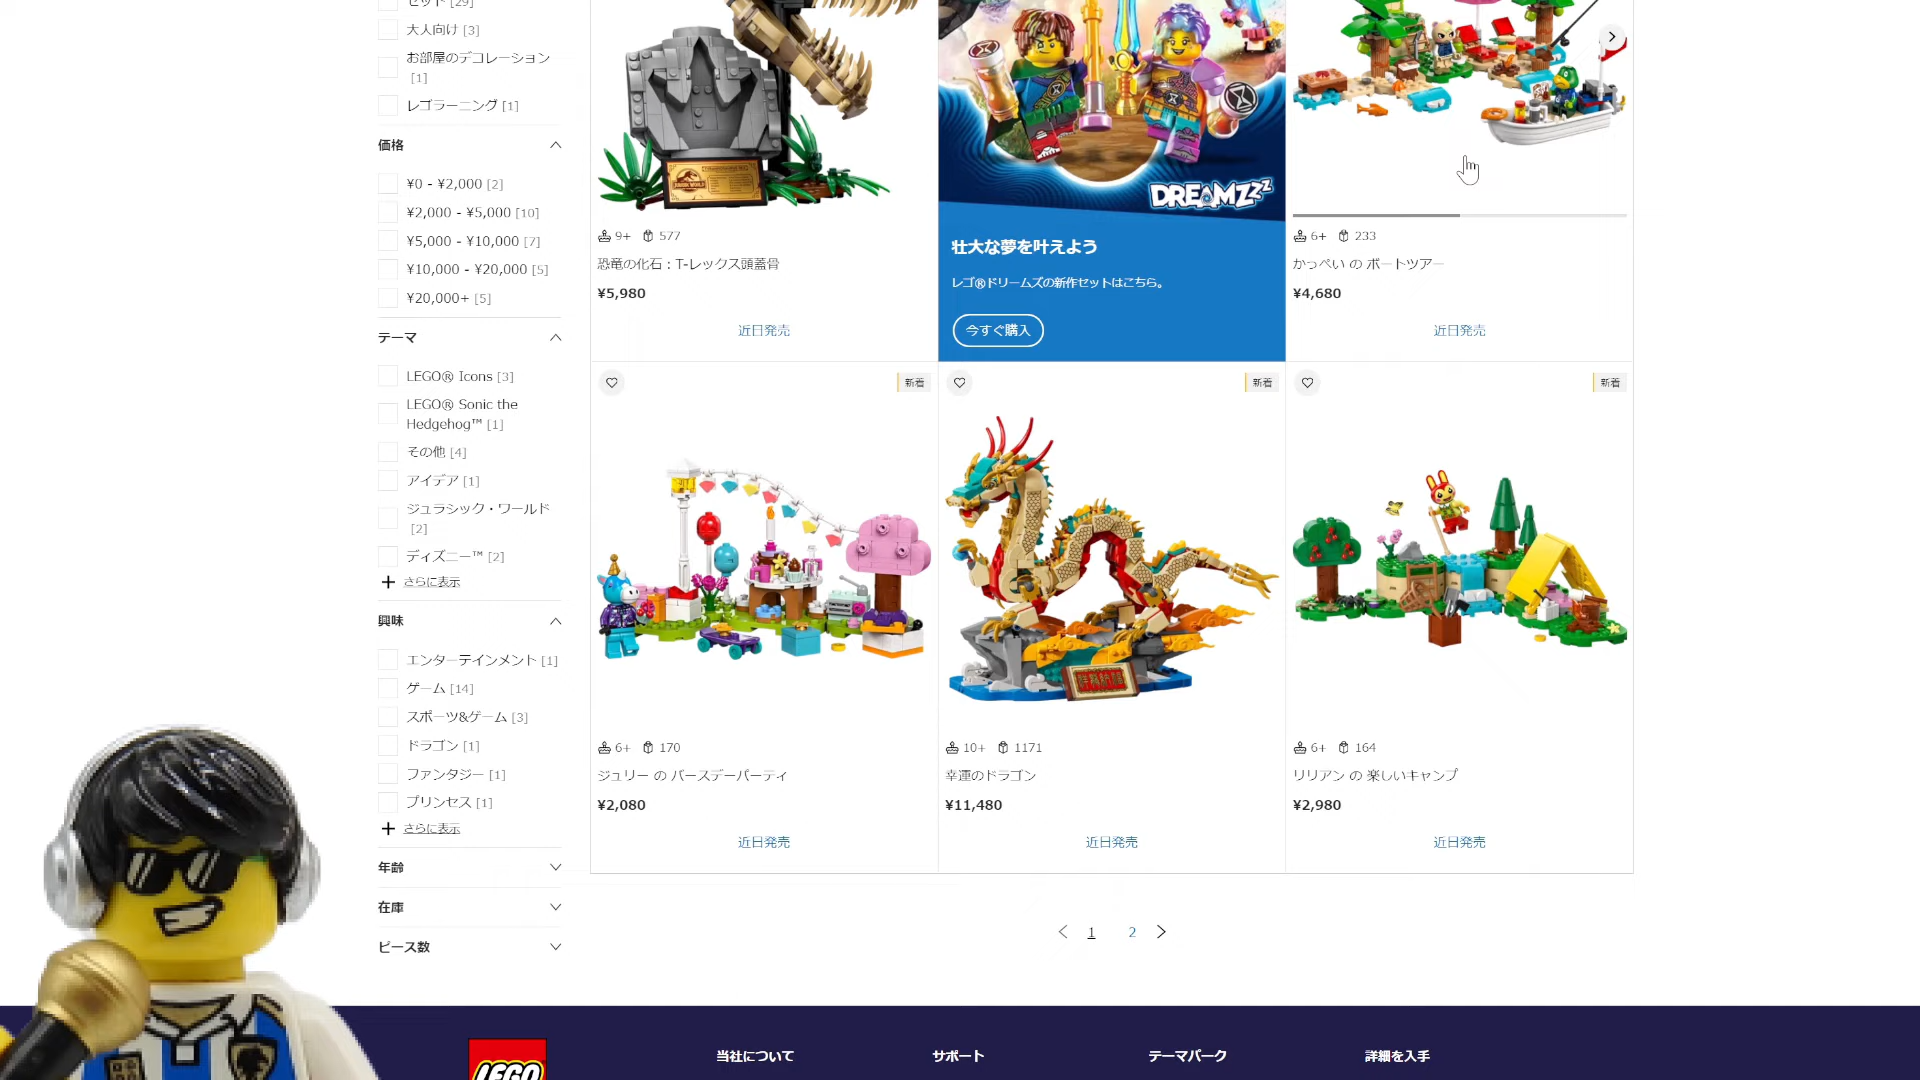 セット [29]
大人向け [3]
お部屋のデコレーション
[1]
レゴラーニング [1]
価格
¥0 - ¥2,000 [2]
¥2,000 - ¥5,000 [10]
¥5,000 - ¥10,000 [7]
¥10,000 - ¥20,000 [5]
¥20,000+ [5]
テーマ
LEGO® Icons [3]
LEGO® Sonic the
Hedgehog™ [1]
その他 [4]
アイデア [1]
ジュラシック・ワールド
[2]
ディズニー™ [2]
さらに表示
興味
エンターテインメント [1]
ゲーム [14]
スポーツ&ゲーム [3]
ドラゴン [1]
ファンタジー [1]
プリンセス [1]
さらに表示
年齢
在庫
ピース数
JURASSIC WORLD
9+ 577
恐竜の化石：T-レックス頭蓋骨
¥5,980
近日発売
DREAMZzz
壮大な夢を叶えよう
レゴ®ドリームズの新作セットはこちら。
今すぐ購入
6+ 233
かっぺい の ボートツアー
¥4,680
近日発売
新着
6+ 170
ジュリー の バースデーパーティ
¥2,080
近日発売
新着
10+ 1171
幸運のドラゴン
¥11,480
近日発売
新着
6+ 164
リリアン の 楽しいキャンプ
¥2,980
近日発売
1 2
LEGO
当社について
サポート
テーマパーク
詳細を入手